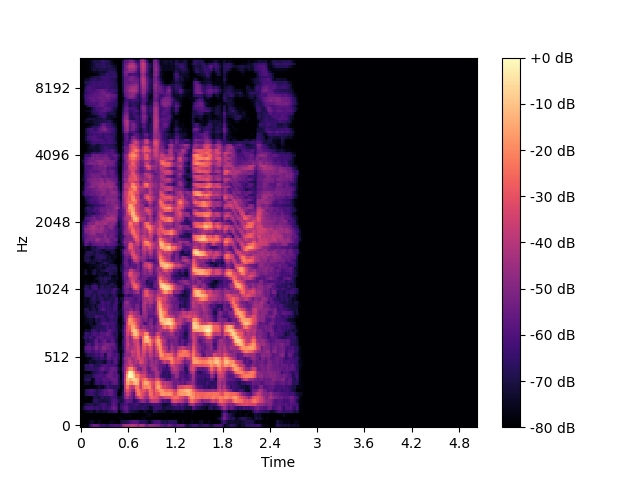 +0 dB
8192
-10 dB
4096
-20 dB
-30 dB
2048
Hz
-40 dB
1024
-50 dB
-60 dB
512
-70 dB
0
-80 dB
0 0.6 1.2 1.8 2.4 3 3.6 4.2 4.8
Time